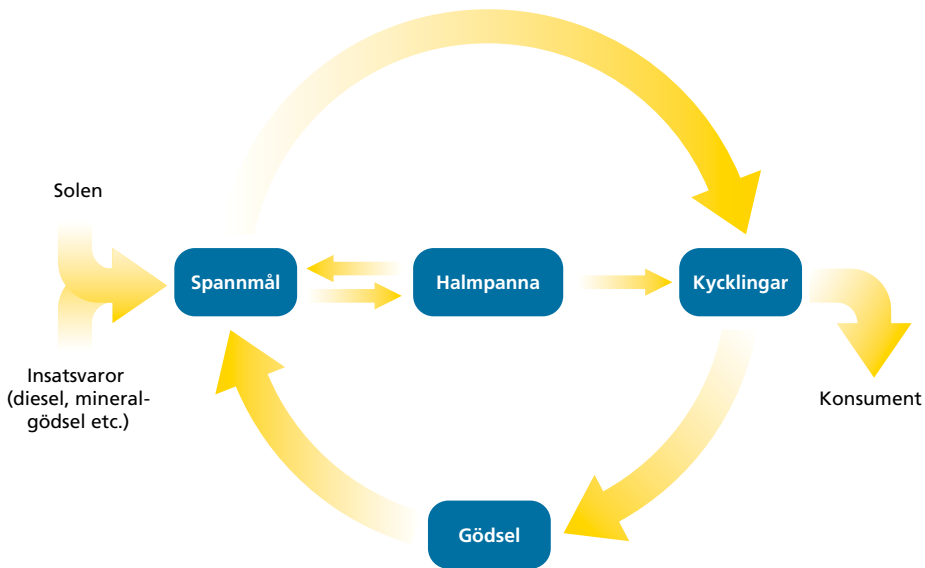 Solen
Spannmål
Halmpanna
Kycklingar
Insatsvaror
(diesel, mineral-
gödsel etc.)
Konsument
Gödsel